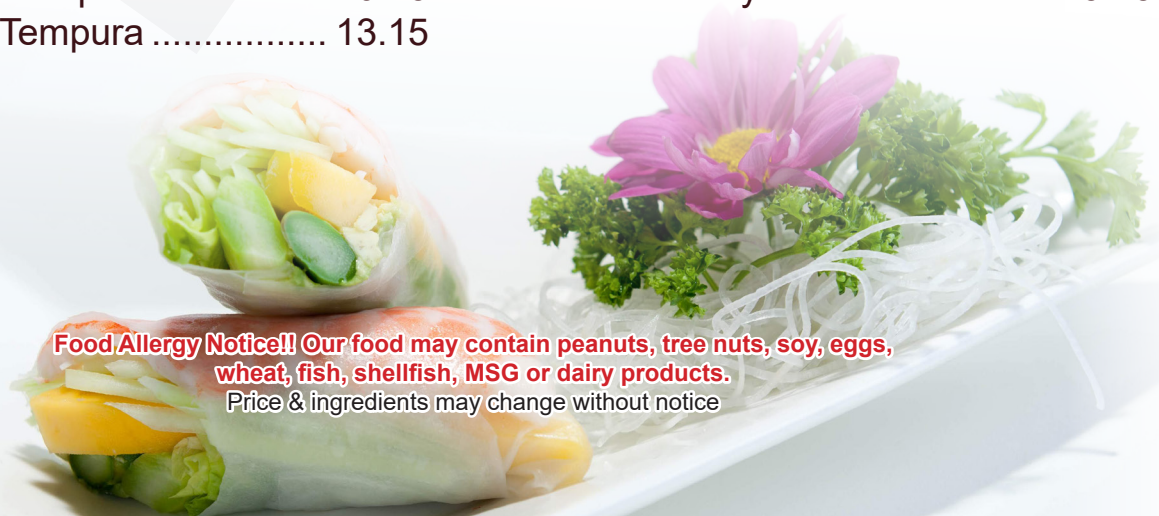 Tempura ................. 13.15
Food Allergy Notice!! Our food may contain peanuts, tree nuts, soy, eggs,
wheat, fish, shellfish, MSG or dairy products.
Price & ingredients may change without notice